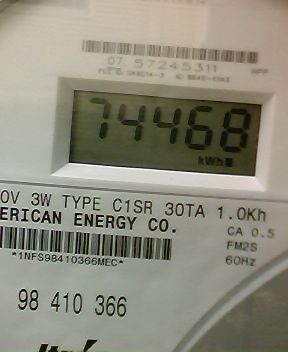 07 57245311
74468
kWh
0V 3W TYPE C1SR 30TA 1.0Kh
ERICAN ENERGY CO.
CA 0.5
FM2S
60Hz
*1NFS98410366MEC*
98 410 366